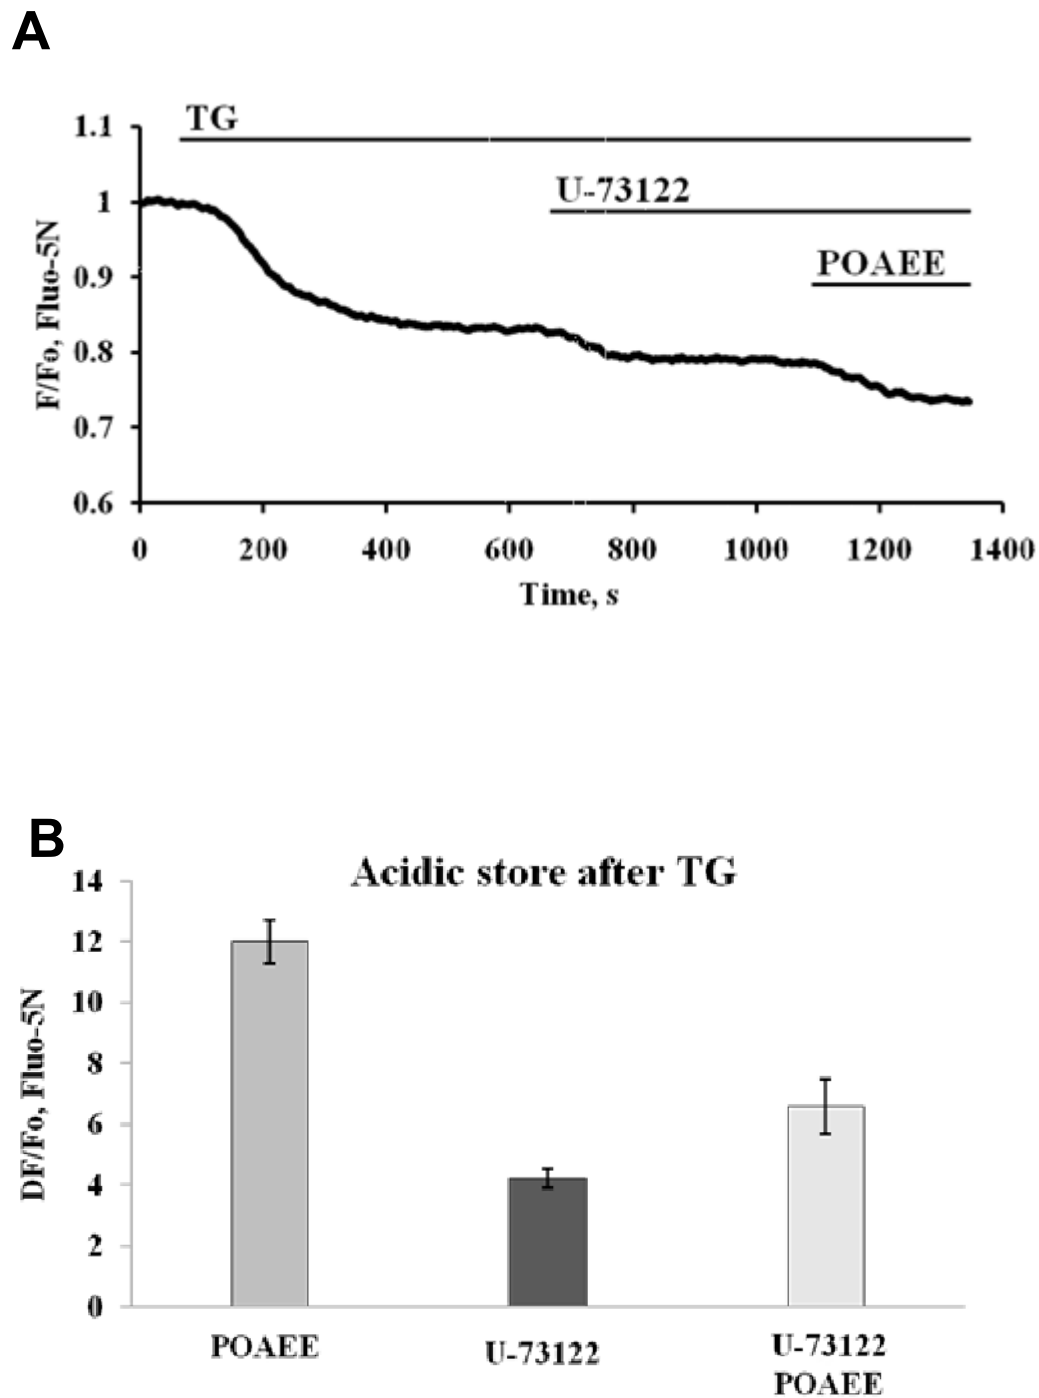 A
TG
U-73122
POAEE
1.1
1
0.9
0.8
0.7
0.6
F/Fo, Fluo-5N
0 200 400 600 800 1000 1200 1400
Time, s
B
Acidic store after TG
14
12
10
8
6
4
2
0
DF/Fo, Fluo-5N
POAEE
U-73122
U-73122
POAEE